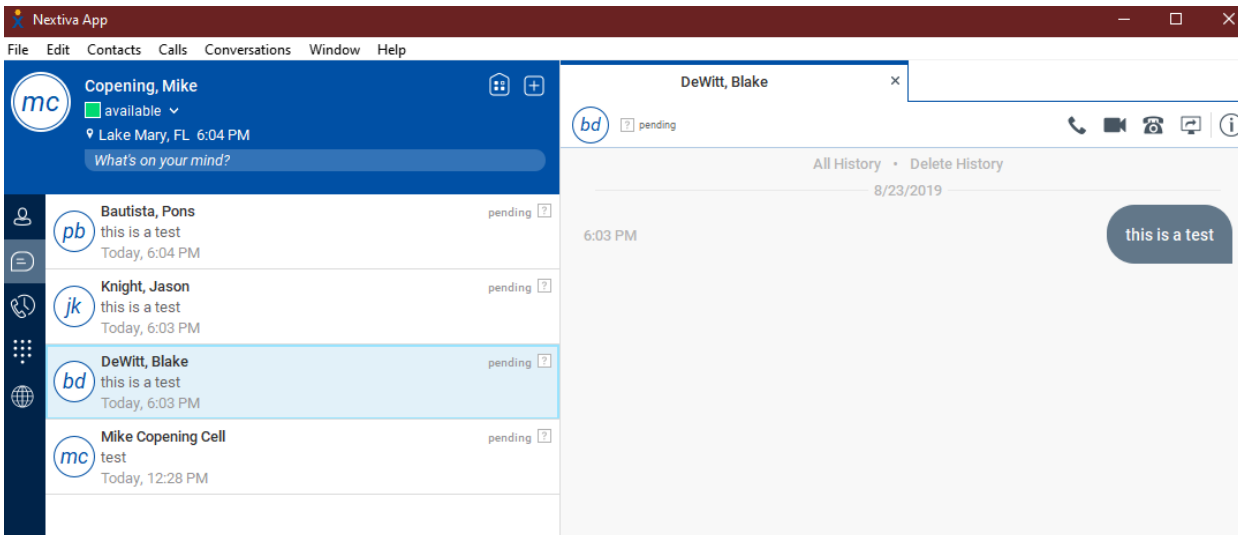 Nextiva App
File Edit Contacts Calls Conversations Window Help
mc
Copening, Mike
available
Lake Mary, FL 6:04 PM
What's on your mind?
pb
Bautista, Pons
pending ?
this is a test
Today, 6:04 PM
jk
Knight, Jason
pending ?
this is a test
Today, 6:03 PM
bd
DeWitt, Blake
pending ?
this is a test
Today, 6:03 PM
mc
Mike Copening Cell
pending ?
test
Today, 12:28 PM
DeWitt, Blake ×
bd ? pending
All History • Delete History
8/23/2019
6:03 PM
this is a test